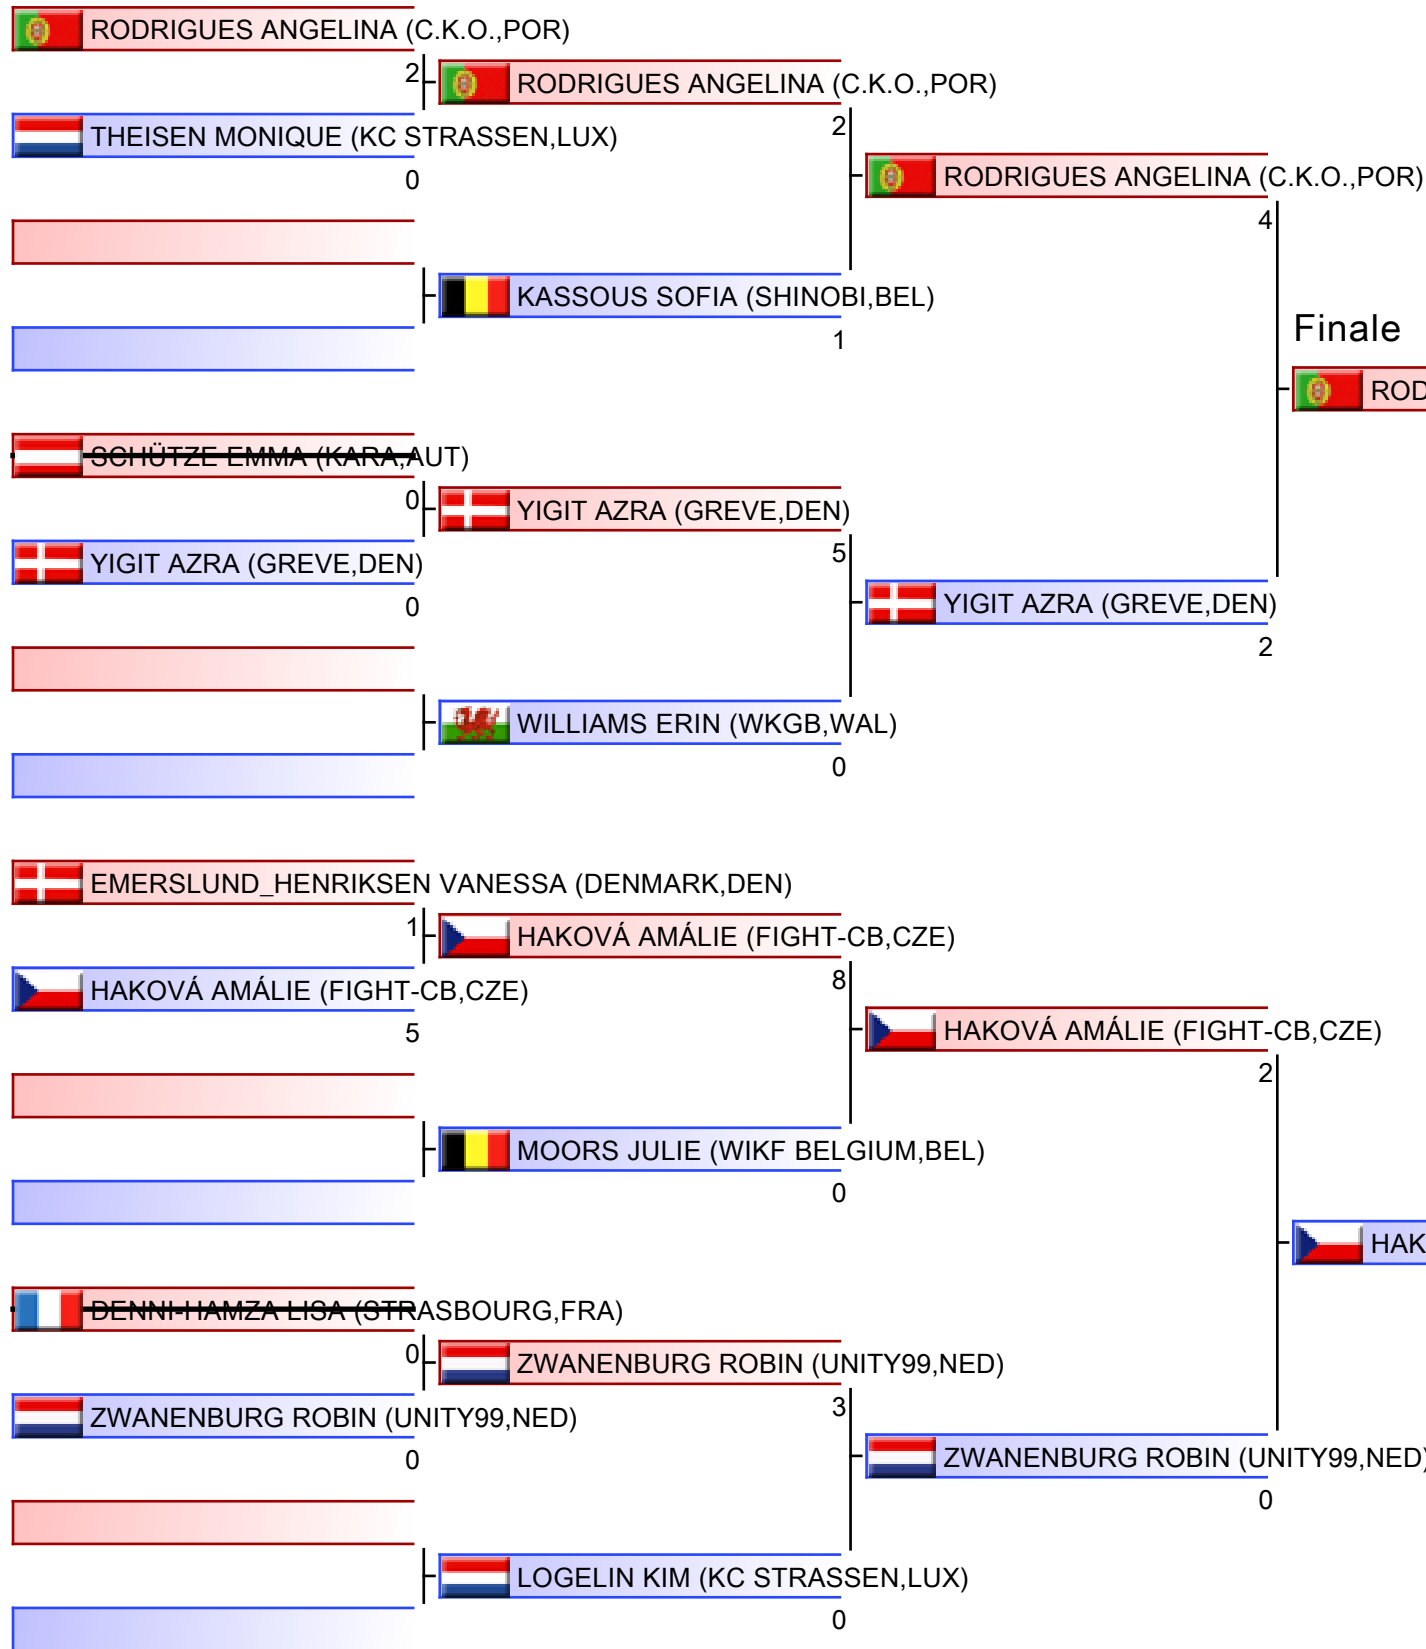 RODRIGUES ANGELINA (C.K.O.,POR)
2
RODRIGUES ANGELINA (C.K.O.,POR)
THEISEN MONIQUE (KC STRASSEN,LUX)
2
0
RODRIGUES ANGELINA (C.K.O.,POR)
4
KASSOUS SOFIA (SHINOBI,BEL)
1
Finale
ROD
SCHÜTZE EMMA (KARA,AUT)
0
YIGIT AZRA (GREVE,DEN)
YIGIT AZRA (GREVE,DEN)
5
0
YIGIT AZRA (GREVE,DEN)
2
WILLIAMS ERIN (WKGB,WAL)
0
EMERSLUND_HENRIKSEN VANESSA (DENMARK,DEN)
1
HAKOVÁ AMÁLIE (FIGHT-CB,CZE)
HAKOVÁ AMÁLIE (FIGHT-CB,CZE)
8
5
HAKOVÁ AMÁLIE (FIGHT-CB,CZE)
2
MOORS JULIE (WIKF BELGIUM,BEL)
0
HAK
DENNI-HAMZA LISA (STRASBOURG,FRA)
0
ZWANENBURG ROBIN (UNITY99,NED)
ZWANENBURG ROBIN (UNITY99,NED)
3
0
ZWANENBURG ROBIN (UNITY99,NED)
0
LOGELIN KIM (KC STRASSEN,LUX)
0